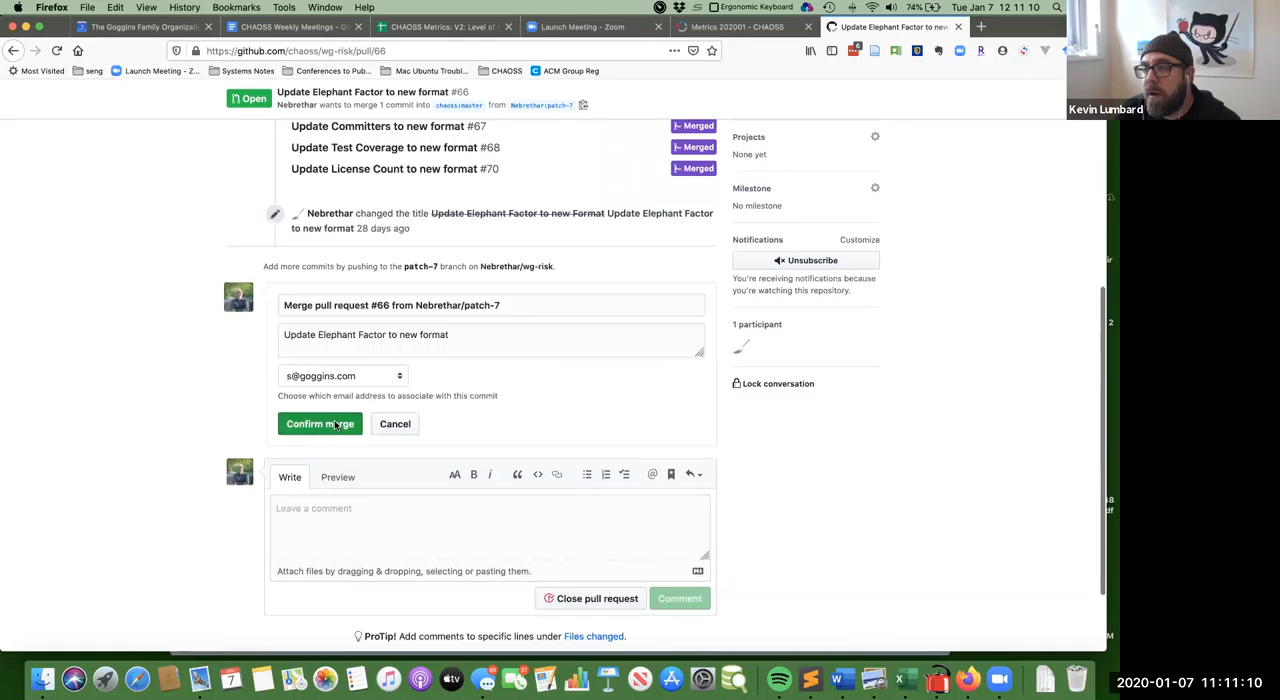 Firefox File Edit View History Bookmarks Tools Window Help
Ergonomic Keyboard 74% Tue Jan 7 12 11 10
The Goggins Family Organizati
CHAOSS Weekly Meetings - G
CHAOSS Metrics: V2: Level of
Launch Meeting - Zoom
Metrics 202001 - CHAOSS
Update Elephant Factor to new
https://github.com/chaoss/wg-risk/pull/66
Most Visited seng Launch Meeting - Z... Systems Notes Conferences to Pub... Mac Ubuntu Troubl... CHAOSS ACM Group Reg
Kevin Lumbard
Open
Update Elephant Factor to new format #66
Nebrethar wants to merge 1 commit into chaoss:master from Nebrethar:patch-7
Update Committers to new format #67 Merged
Update Test Coverage to new format #68 Merged
Update License Count to new format #70 Merged
Nebrethar changed the title Update Elephant Factor to new Format Update Elephant Factor
to new format 28 days ago
Add more commits by pushing to the patch-7 branch on Nebrethar/wg-risk.
Merge pull request #66 from Nebrethar/patch-7
Update Elephant Factor to new format
s@goggins.com
Choose which email address to associate with this commit
Confirm merge Cancel
Write Preview
Leave a comment
Attach files by dragging & dropping, selecting or pasting them.
Close pull request Comment
ProTip! Add comments to specific lines under Files changed.
Projects
None yet
Milestone
No milestone
Notifications Customize
Unsubscribe
You're receiving notifications because
you're watching this repository.
1 participant
Lock conversation
2020-01-07 11:11:10